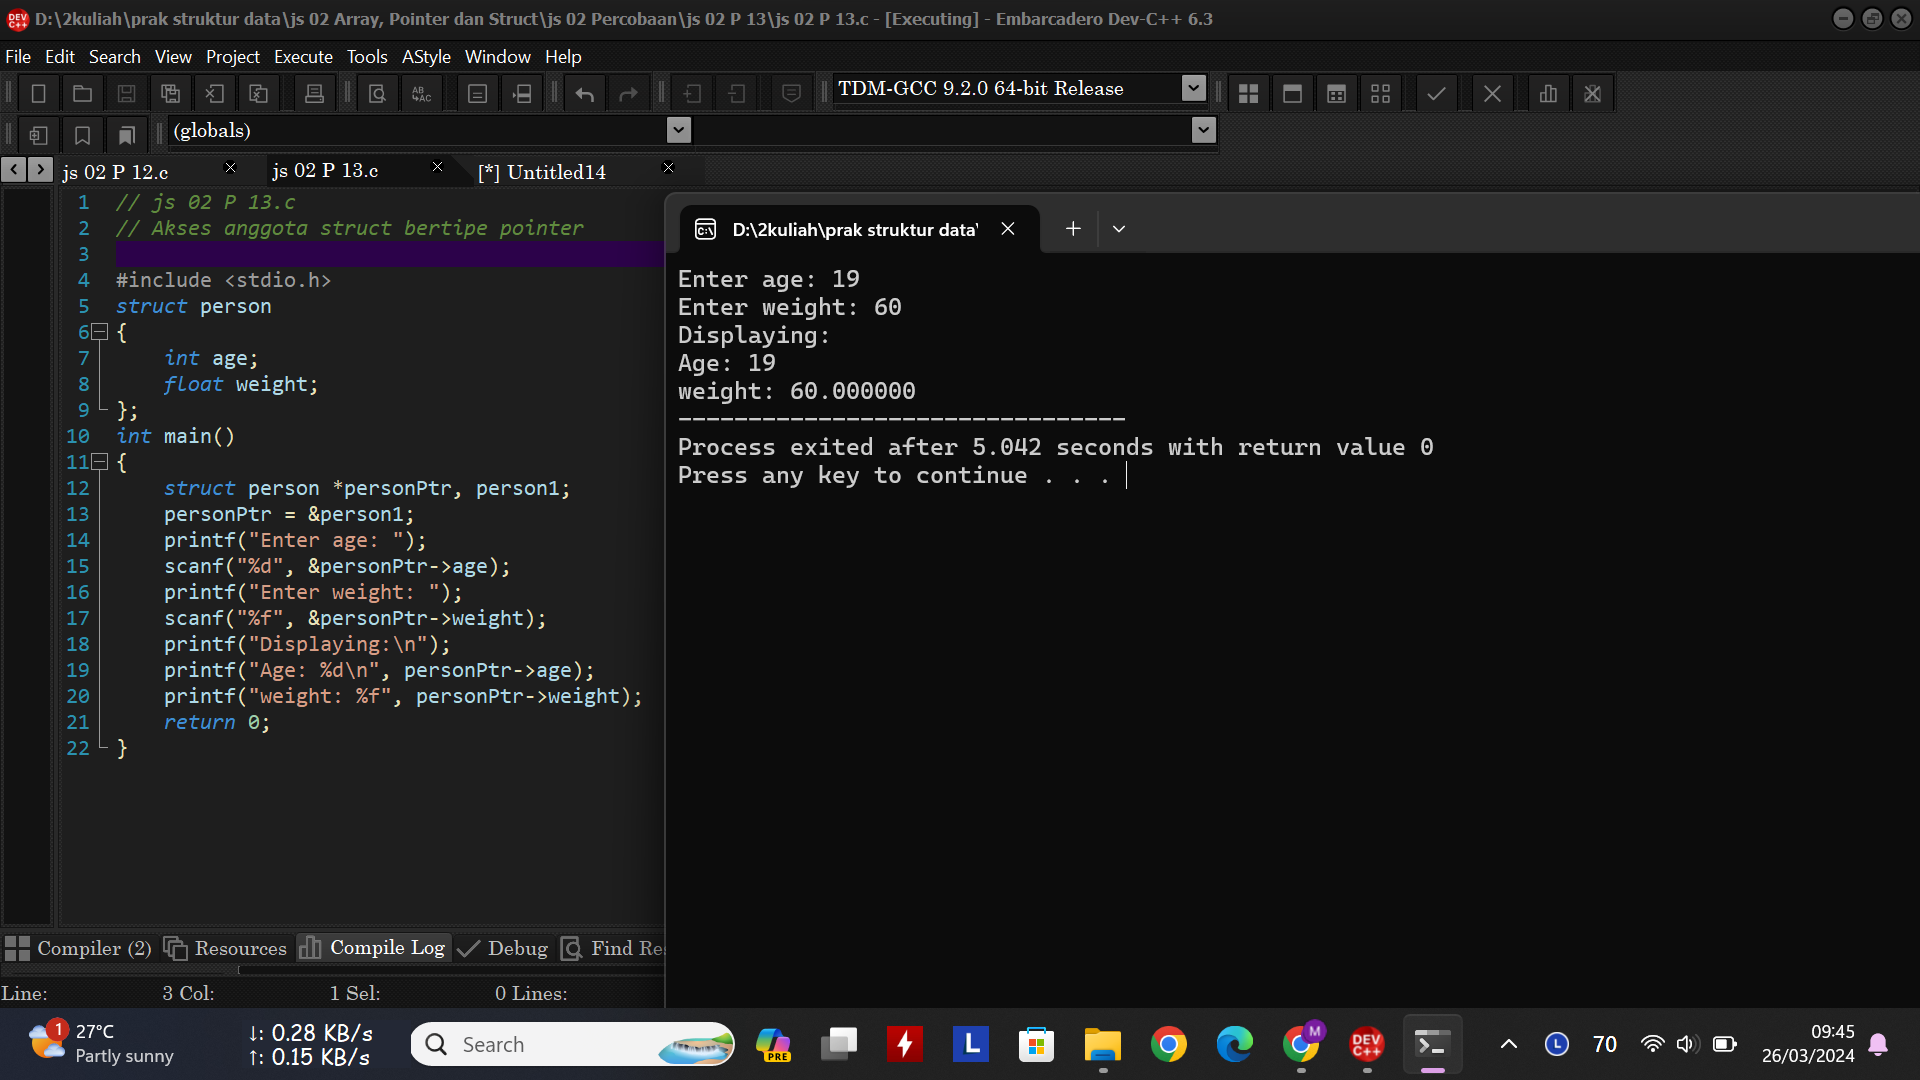 D:\2kuliah\prak struktur data\js 02 Array, Pointer dan Struct\js 02 Percobaan\js 02 P 13\js 02 P 13.c - [Executing] - Embarcadero Dev-C++ 6.3
File Edit Search View Project Execute Tools AStyle Window Help
TDM-GCC 9.2.0 64-bit Release
(globals)
js 02 P 12.c js 02 P 13.c [*] Untitled14
1 // js 02 P 13.c
2 // Akses anggota struct bertipe pointer
3
4 #include <stdio.h>
5 struct person
6 {
7 int age;
8 float weight;
9 };
10 int main()
11 {
12 struct person *personPtr, person1;
13 personPtr = &person1;
14 printf("Enter age: ");
15 scanf("%d", &personPtr->age);
16 printf("Enter weight: ");
17 scanf("%f", &personPtr->weight);
18 printf("Displaying:\n");
19 printf("Age: %d\n", personPtr->age);
20 printf("weight: %f", personPtr->weight);
21 return 0;
22 }
D:\2kuliah\prak struktur data\
Enter age: 19
Enter weight: 60
Displaying:
Age: 19
weight: 60.000000
--------------------------------
Process exited after 5.042 seconds with return value 0
Press any key to continue . . .
Compiler (2) Resources Compile Log Debug Find Re
Line: 3 Col: 1 Sel: 0 Lines:
1 27°C
Partly sunny
↓: 0.28 KB/s
↑: 0.15 KB/s
Search
PRE
L
M
DEV
C++
L
70
09:45
26/03/2024